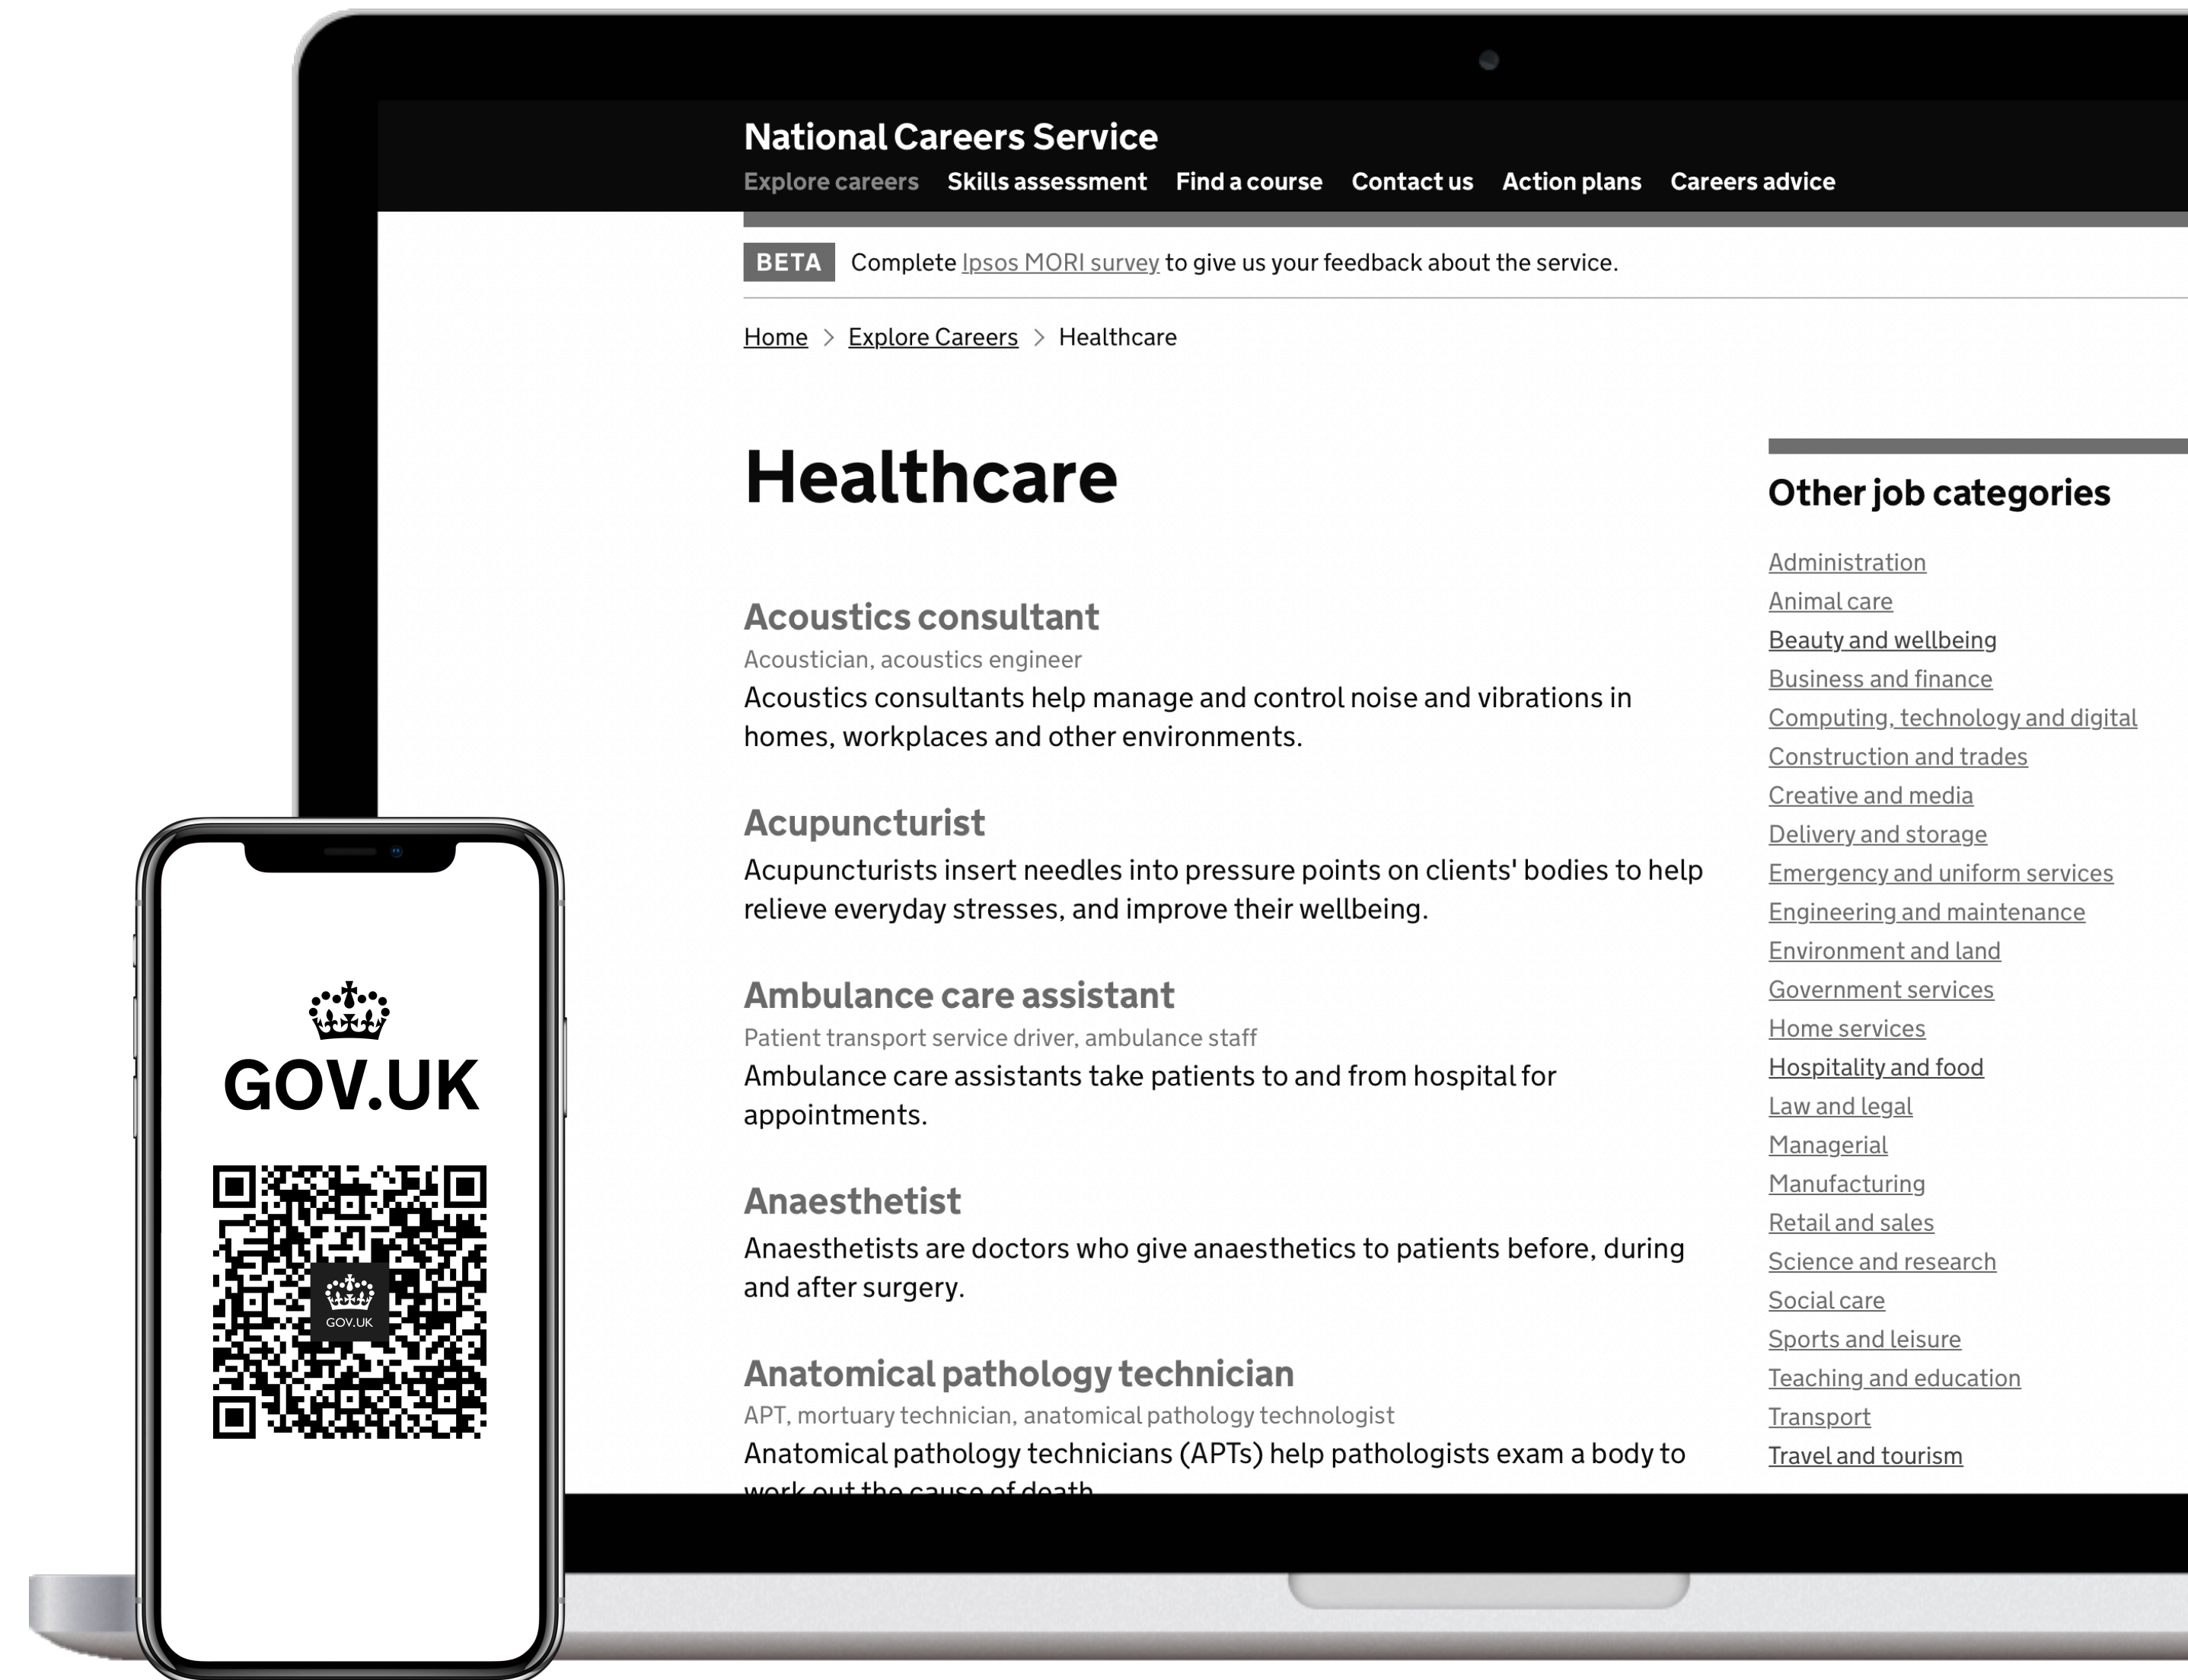 National Careers Service
Explore careers Skills assessment Find a course Contact us Action plans Careers advice
BETA Complete Ipsos MORI survey to give us your feedback about the service.
Home > Explore Careers > Healthcare
Healthcare
Acoustics consultant
Acoustician, acoustics engineer
Acoustics consultants help manage and control noise and vibrations in
homes, workplaces and other environments.
Acupuncturist
Acupuncturists insert needles into pressure points on clients' bodies to help
relieve everyday stresses, and improve their wellbeing.
Ambulance care assistant
Patient transport service driver, ambulance staff
Ambulance care assistants take patients to and from hospital for
appointments.
Anaesthetist
Anaesthetists are doctors who give anaesthetics to patients before, during
and after surgery.
Anatomical pathology technician
APT, mortuary technician, anatomical pathology technologist
Anatomical pathology technicians (APTs) help pathologists exam a body to
work out the cause of death
Other job categories
Administration
Animal care
Beauty and wellbeing
Business and finance
Computing, technology and digital
Construction and trades
Creative and media
Delivery and storage
Emergency and uniform services
Engineering and maintenance
Environment and land
Government services
Home services
Hospitality and food
Law and legal
Managerial
Manufacturing
Retail and sales
Science and research
Social care
Sports and leisure
Teaching and education
Transport
Travel and tourism
GOV.UK
GOV.UK